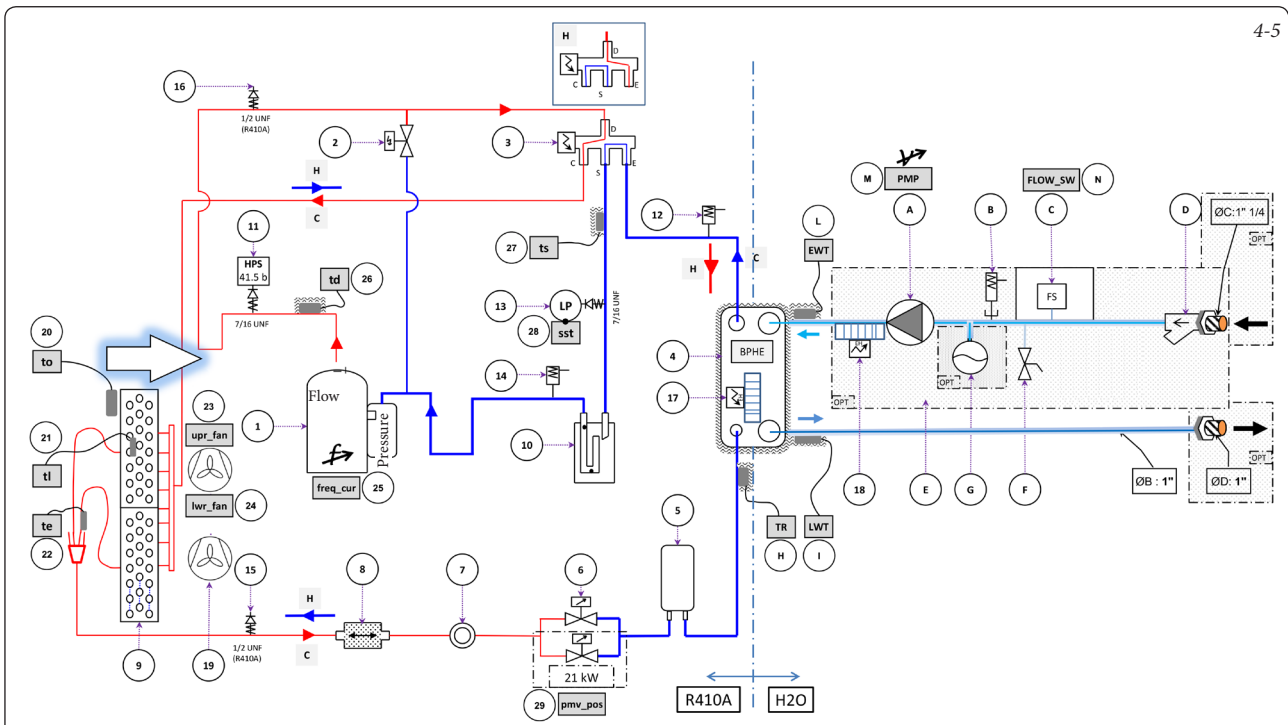 4-5
H
D
C
S
E
16
1/2 UNF
(R410A)
2
3
D
C
S
E
H
C
11
HPS
41.5 b
7/16 UNF
td
26
27
ts
12
H
C
L
EWT
M
PMP
A
B
FLOW_SW
N
C
D
ØC:1" 1/4
OPT
FS
20
to
13
LP
28
sst
7/16 UNF
4
BPHE
17
OPT
OPT
14
23
upr_fan
21
tl
1
Flow
Pressure
10
freq_cur
25
lwr_fan
24
te
22
18
E
G
F
ØB : 1"
ØD: 1"
OPT
TR
H
LWT
I
5
15
8
7
6
H
C
1/2 UNF
(R410A)
9
19
21 kW
29
pmv_pos
R410A
H2O